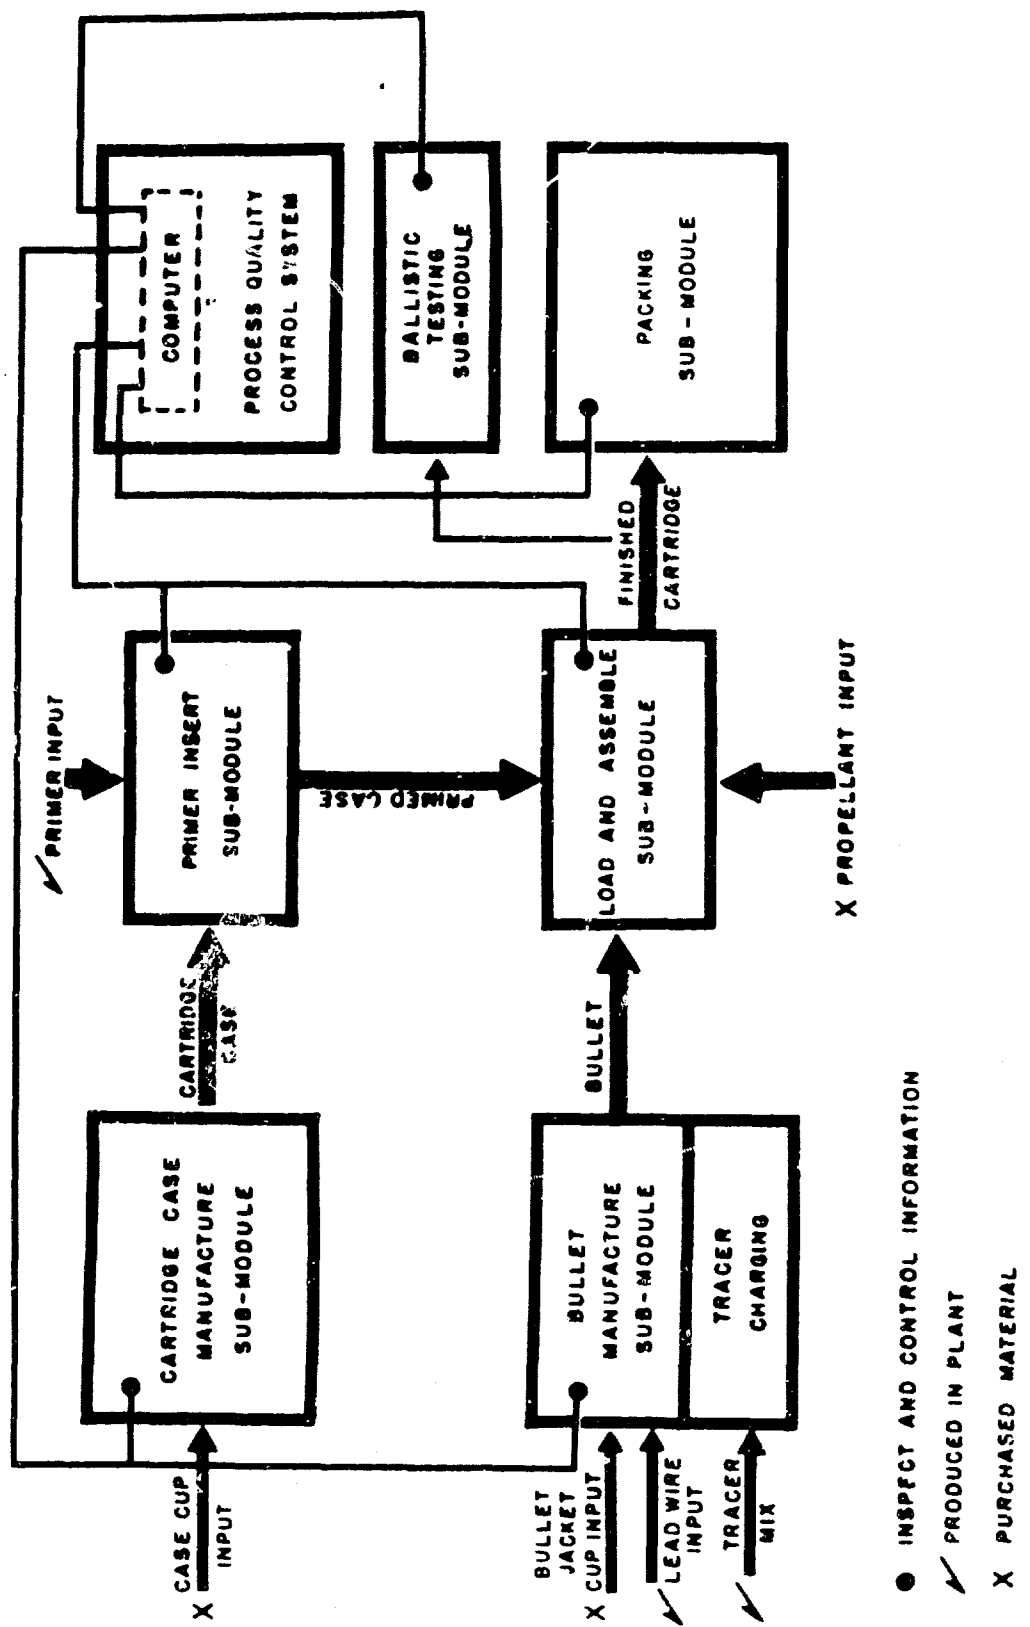 CASE CUP
INPUT
X
CARTRIDGE CASE
MANUFACTURE
SUB-MODULE
CARTRIDGE
CASE
✓ PRIMER INPUT
PRIMER INSERT
SUB-MODULE
PRIMED CASE
COMPUTER
PROCESS QUALITY
CONTROL SYSTEM
BALLISTIC
TESTING
SUB-MODULE
BULLET
JACKET
X CUP INPUT
✓ LEAD WIRE
INPUT
✓ TRACER
MIX
BULLET
MANUFACTURE
SUB-MODULE
TRACER
CHARGING
BULLET
LOAD AND ASSEMBLE
SUB-MODULE
X PROPELLANT INPUT
FINISHED
CARTRIDGE
PACKING
SUB-MODULE
● INSPECT AND CONTROL INFORMATION
✓ PRODUCED IN PLANT
X PURCHASED MATERIAL